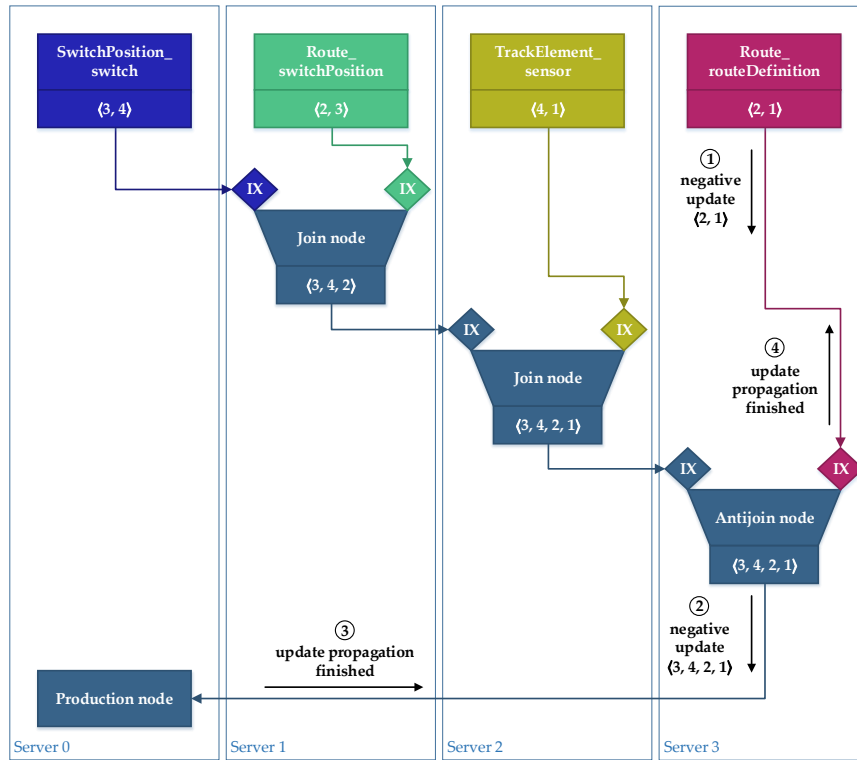 SwitchPosition_
switch
⟨3, 4⟩
Route_
switchPosition
⟨2, 3⟩
TrackElement_
sensor
⟨4, 1⟩
Route_
routeDefinition
⟨2, 1⟩
①
negative
update
⟨2, 1⟩
IX
IX
Join node
⟨3, 4, 2⟩
IX
IX
Join node
⟨3, 4, 2, 1⟩
④
update
propagation
finished
IX
IX
Antijoin node
⟨3, 4, 2, 1⟩
②
negative
update
⟨3, 4, 2, 1⟩
③
update propagation
finished
Production node
Server 0
Server 1
Server 2
Server 3